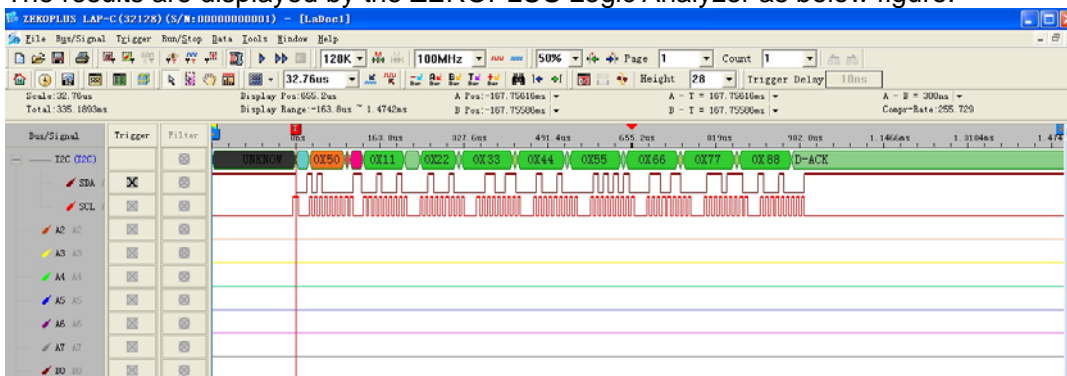 The results are displayed by the ZEROPLUS Logic Analyzer as below figure.
ZEROPLUS LAP-C(32128)(S/N:00000000001) - [LaDoc1]
File Bus/Signal Trigger Run/Stop Data Tools Window Help
128K 100MHz 50% Page 1 Count 1
32.76us Height 28 Trigger Delay 10ns
Scale:32.76us Display Pos:655.2us A Pos:-167.75616ms A - T = 167.75616ms A - B = 300ns
Total:335.1893ms Display Range:-163.8us ~ 1.4742ms B Pos:-167.75586ms B - T = 167.75586ms Compr-Rate:255.729
Bus/Signal Trigger Filter 0s 163.8us 327.6us 491.4us 655.2us 819us 982.8us 1.1466ms 1.3104ms 1.474
I2C (I2C) UNKNOW 0X50 0X11 0X22 0X33 0X44 0X55 0X66 0X77 0X88 D-ACK
SDA
SCL
A2 A2
A3 A3
A4 A4
A5 A5
A6 A6
A7 A7
B0 B0